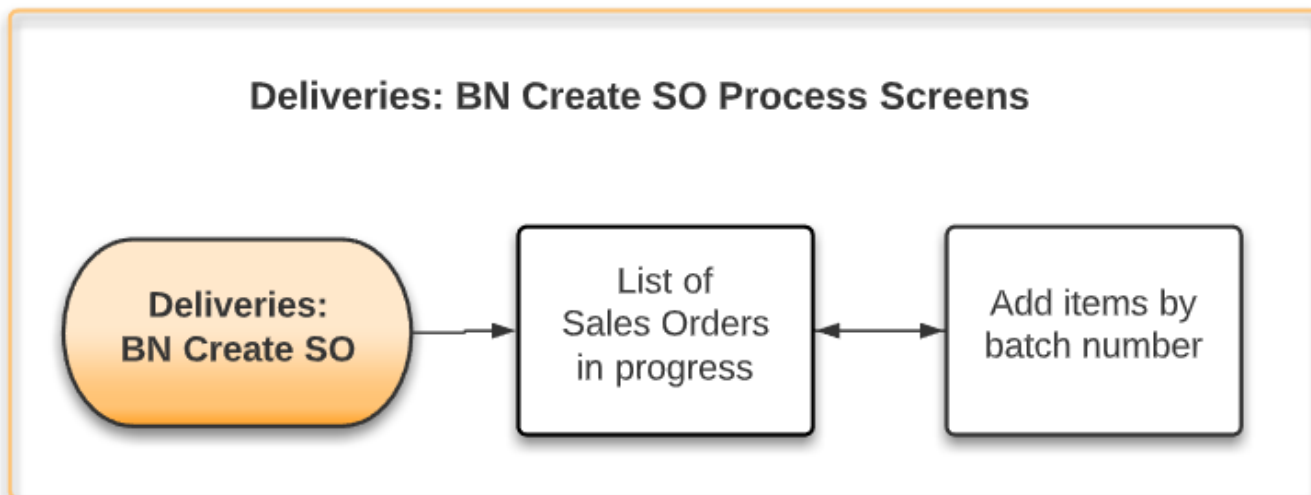 Deliveries: BN Create SO Process Screens
Deliveries:
BN Create SO
List of
Sales Orders
in progress
Add items by
batch number